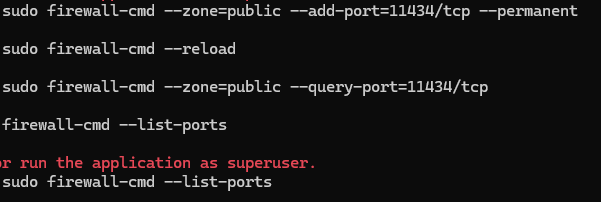 sudo firewall-cmd --zone=public --add-port=11434/tcp --permanent
sudo firewall-cmd --reload
sudo firewall-cmd --zone=public --query-port=11434/tcp
firewall-cmd --list-ports
or run the application as superuser.
sudo firewall-cmd --list-ports